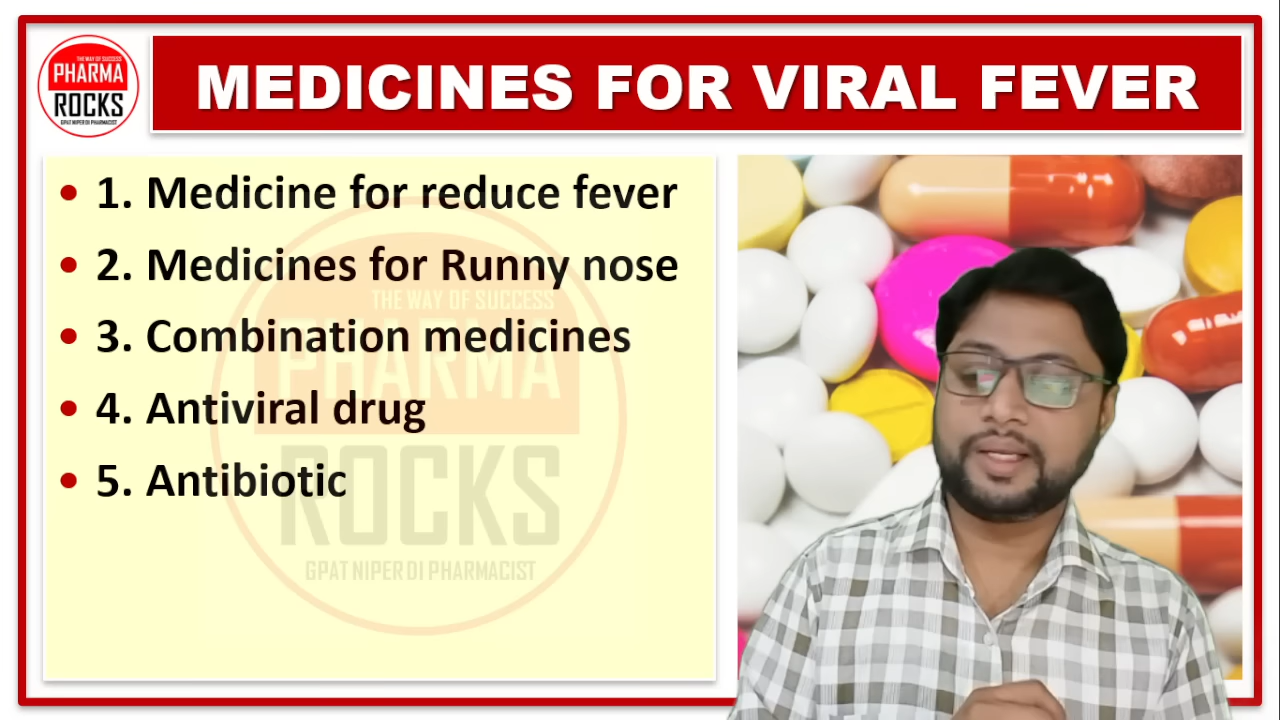 THE WAY OF SUCCESS
PHARMA
ROCKS
GPAT NIPER DI PHARMACIST
MEDICINES FOR VIRAL FEVER
• 1. Medicine for reduce fever
• 2. Medicines for Runny nose
• 3. Combination medicines
• 4. Antiviral drug
• 5. Antibiotic
THE WAY OF SUCCESS
PHARMA
ROCKS
GPAT NIPER DI PHARMACIST